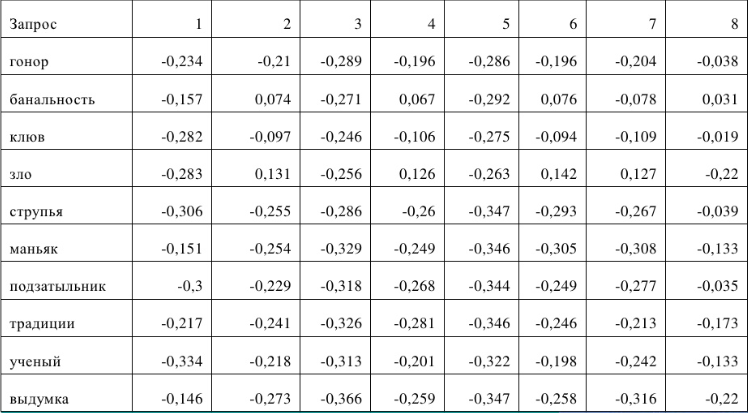 Запрос 1 2 3 4 5 6 7 8
гонор -0,234 -0,21 -0,289 -0,196 -0,286 -0,196 -0,204 -0,038
банальность -0,157 0,074 -0,271 0,067 -0,292 0,076 -0,078 0,031
клюв -0,282 -0,097 -0,246 -0,106 -0,275 -0,094 -0,109 -0,019
зло -0,283 0,131 -0,256 0,126 -0,263 0,142 0,127 -0,22
струпья -0,306 -0,255 -0,286 -0,26 -0,347 -0,293 -0,267 -0,039
маньяк -0,151 -0,254 -0,329 -0,249 -0,346 -0,305 -0,308 -0,133
подзатыльник -0,3 -0,229 -0,318 -0,268 -0,344 -0,249 -0,277 -0,035
традиции -0,217 -0,241 -0,326 -0,281 -0,346 -0,246 -0,213 -0,173
ученый -0,334 -0,218 -0,313 -0,201 -0,322 -0,198 -0,242 -0,133
выдумка -0,146 -0,273 -0,366 -0,259 -0,347 -0,258 -0,316 -0,22